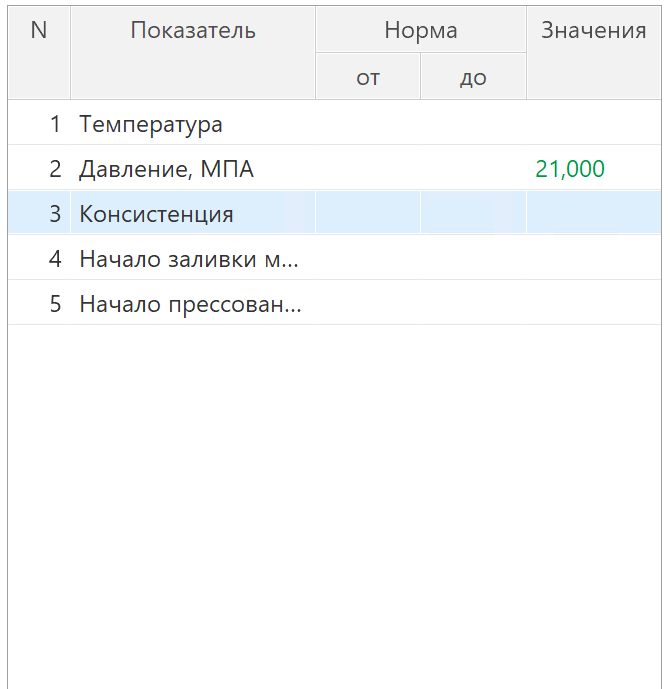 N Показатель Норма Значения
от до
1 Температура
2 Давление, МПА 21,000
3 Консистенция
4 Начало заливки м...
5 Начало прессован...